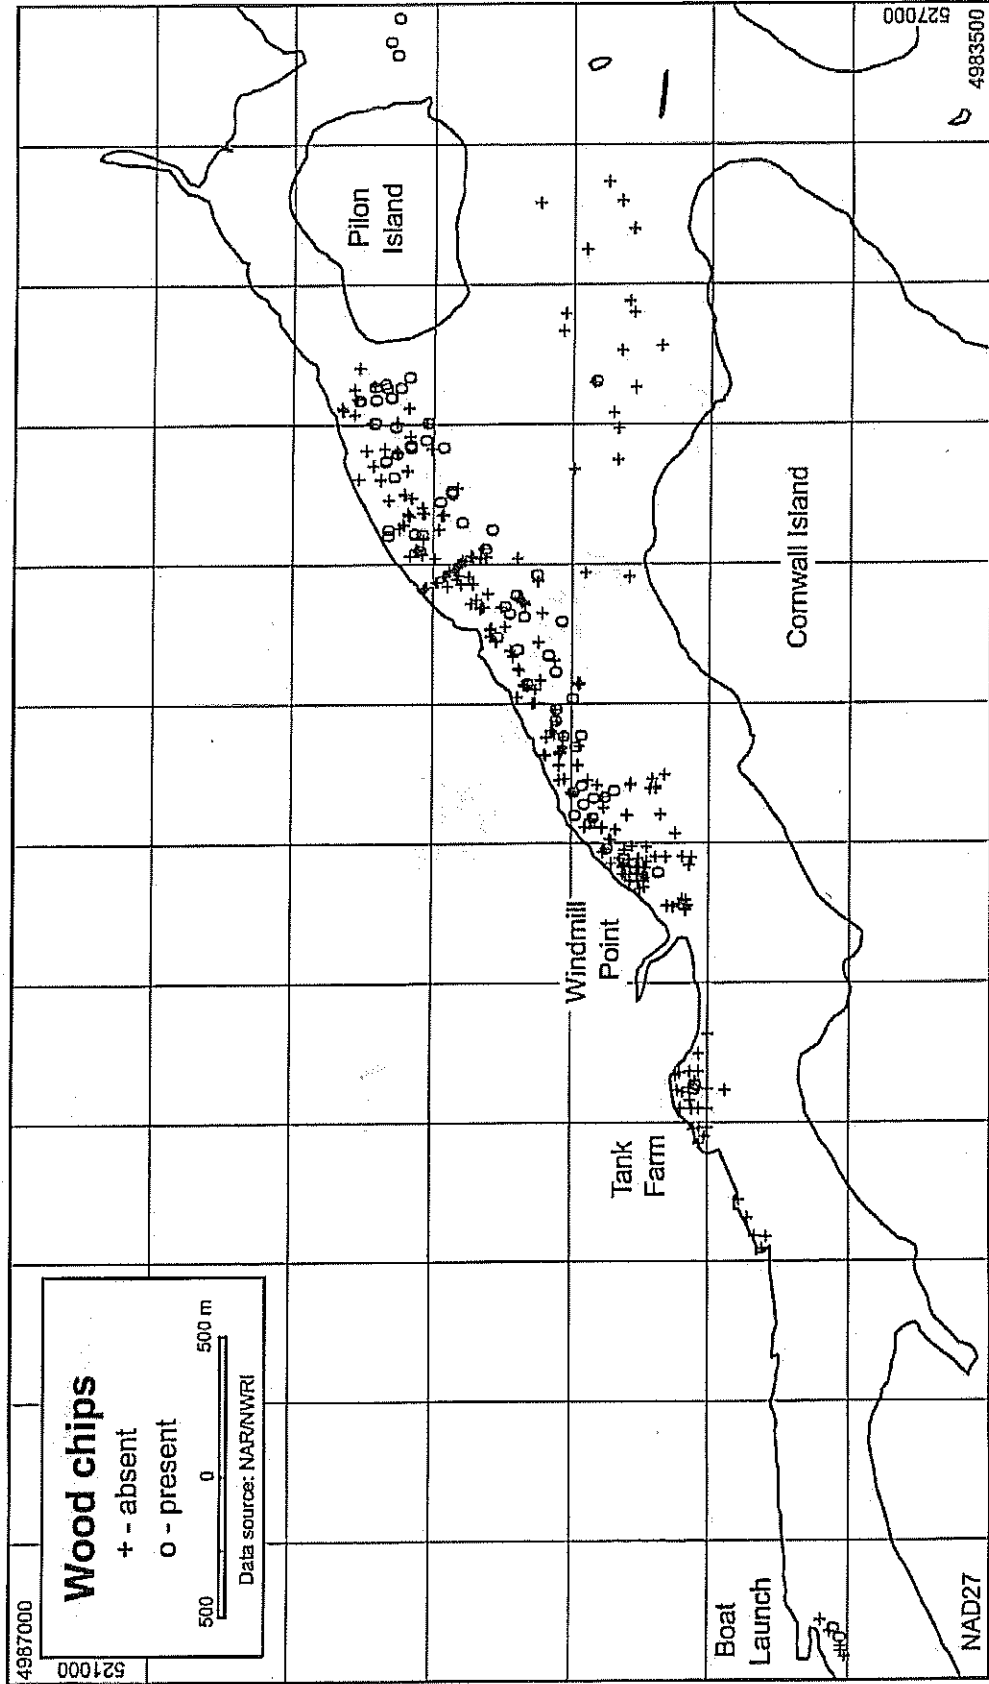 4987000
521000
Wood chips
+ - absent
o - present
500 0 500 m
Data source: NAR/NWRI
Pilon
Island
Windmill
Point
Tank
Farm
Cornwall Island
Boat
Launch
NAD27
527000
4983500